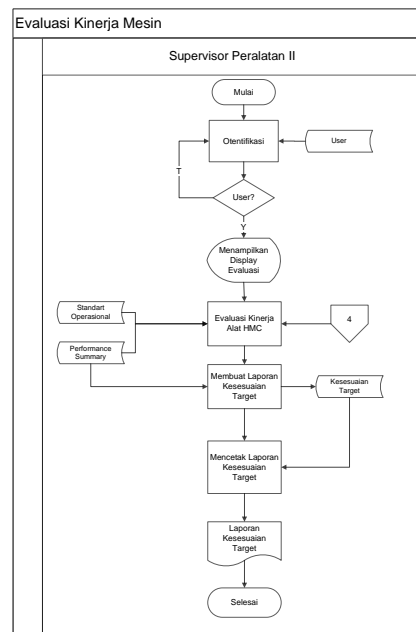 Evaluasi Kinerja Mesin
Supervisor Peralatan II
Mulai
Otentifikasi
User
T
User?
Y
Menampilkan
Display
Evaluasi
Standart
Operasional
Evaluasi Kinerja
Alat HMC
4
Performance
Summary
Membuat Laporan
Kesesuaian
Target
Kesesuaian
Target
Mencetak Laporan
Kesesuaian
Target
Laporan
Kesesuaian
Target
Selesai